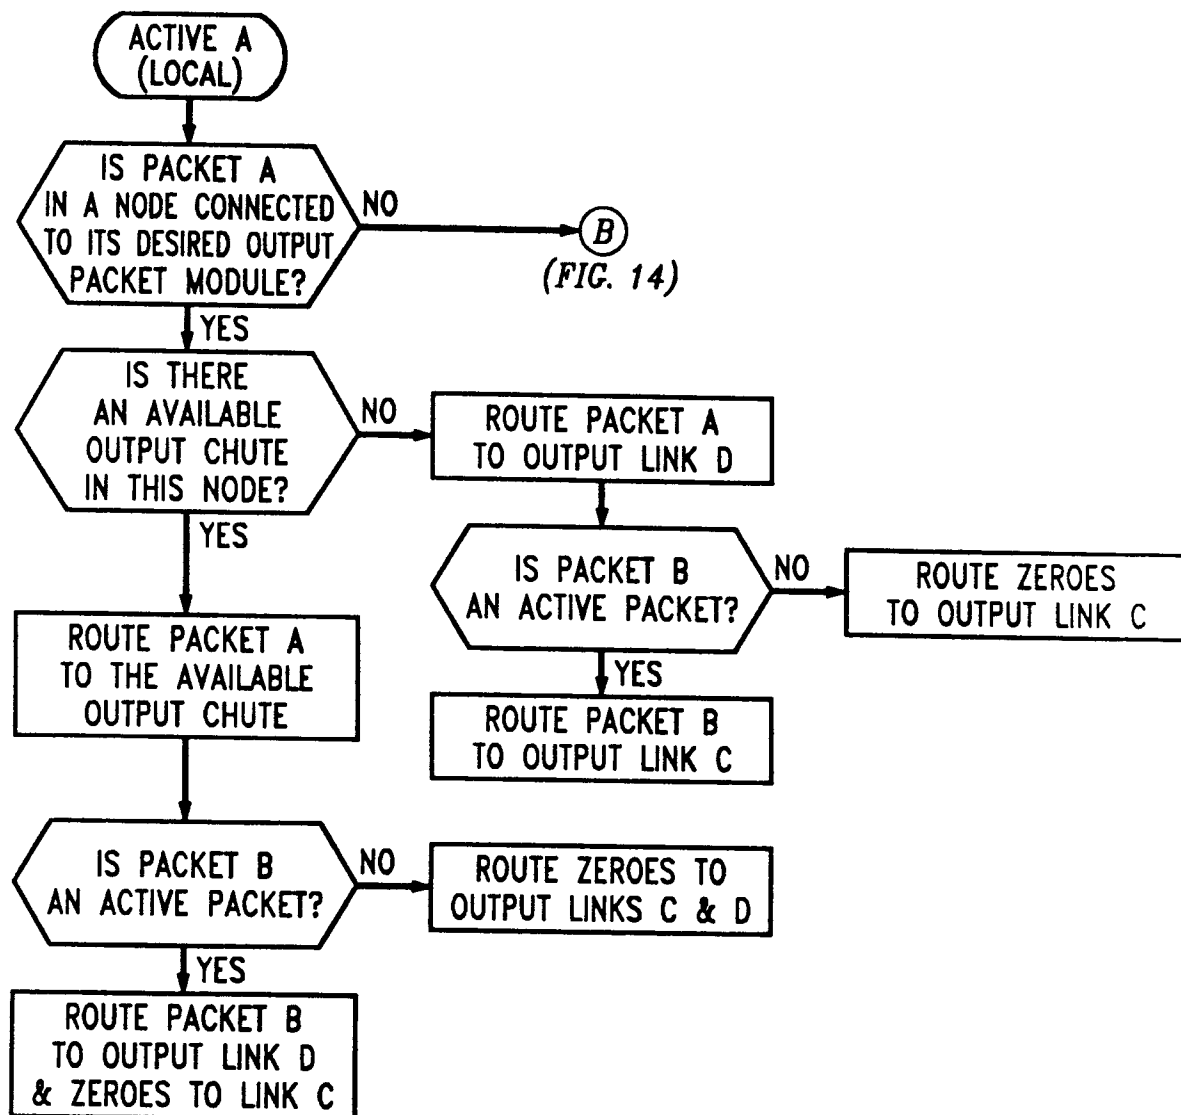 ACTIVE A
(LOCAL)
IS PACKET A
IN A NODE CONNECTED
TO ITS DESIRED OUTPUT
PACKET MODULE?
NO
B
(FIG. 14)
YES
IS THERE
AN AVAILABLE
OUTPUT CHUTE
IN THIS NODE?
NO
ROUTE PACKET A
TO OUTPUT LINK D
YES
IS PACKET B
AN ACTIVE PACKET?
NO
ROUTE ZEROES
TO OUTPUT LINK C
YES
ROUTE PACKET B
TO OUTPUT LINK C
ROUTE PACKET A
TO THE AVAILABLE
OUTPUT CHUTE
IS PACKET B
AN ACTIVE PACKET?
NO
ROUTE ZEROES TO
OUTPUT LINKS C & D
YES
ROUTE PACKET B
TO OUTPUT LINK D
& ZEROES TO LINK C